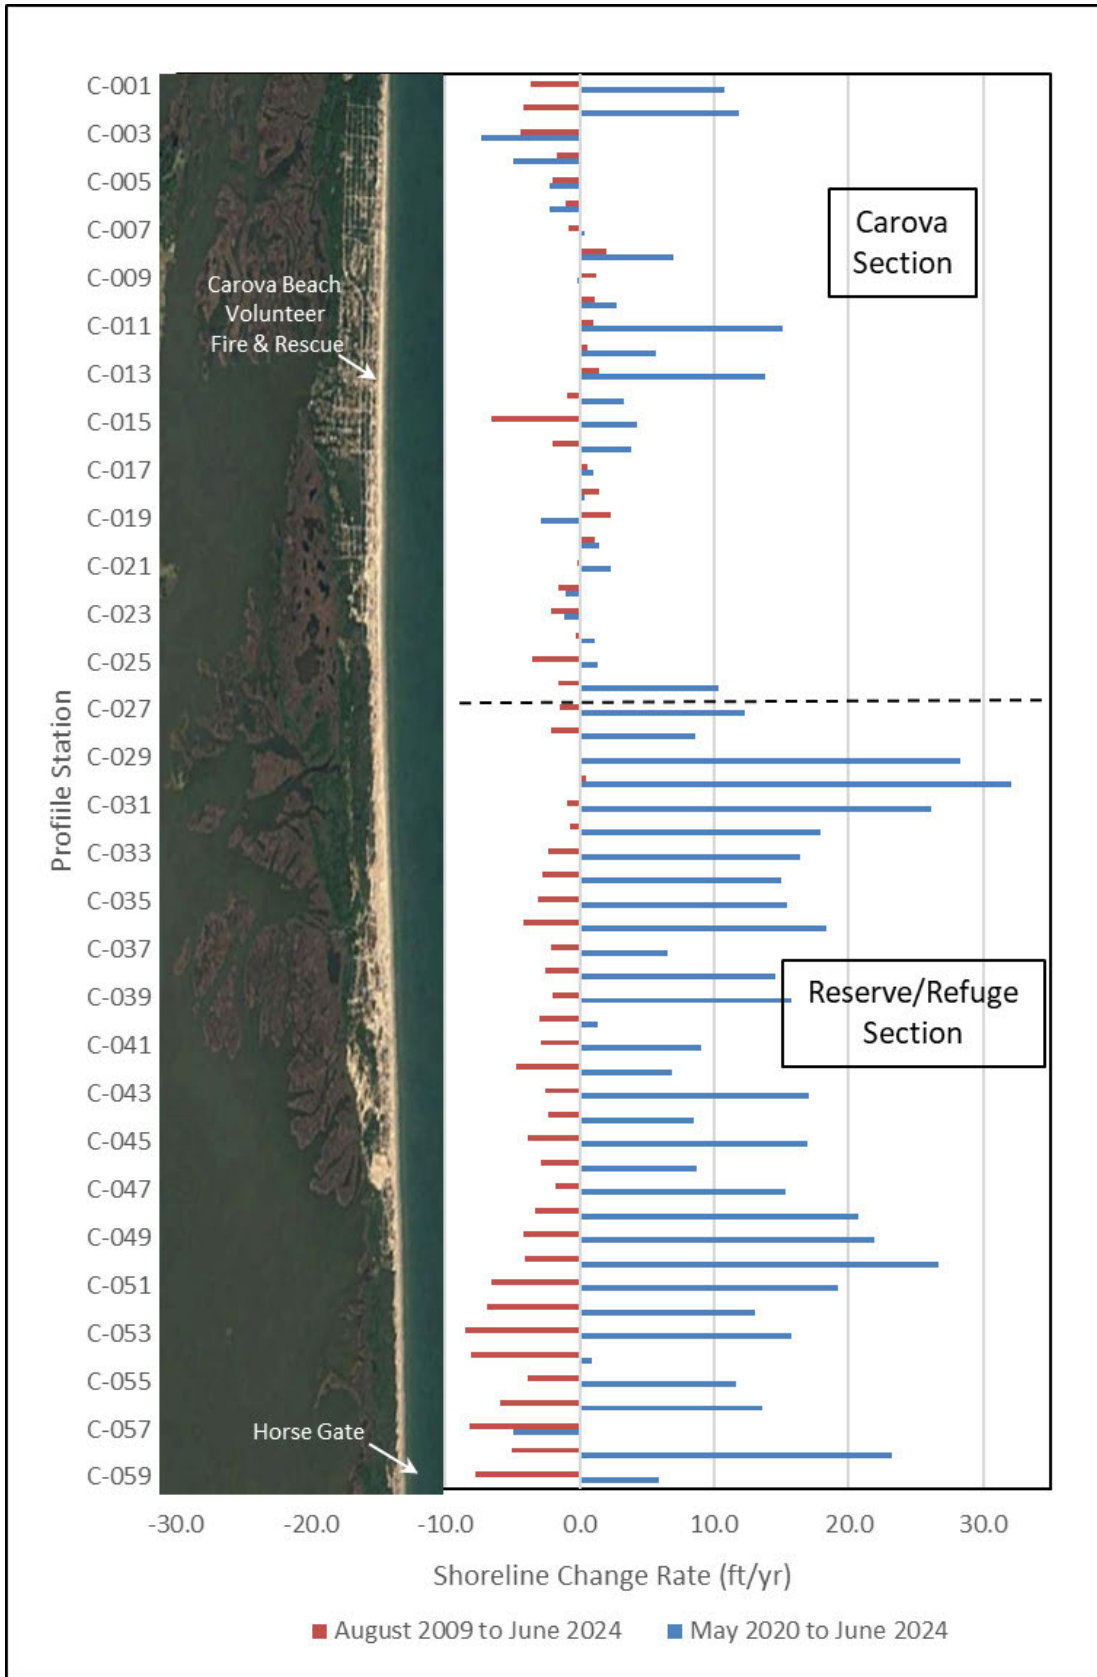 C-001
C-003
C-005
C-007
C-009
C-011
C-013
C-015
C-017
C-019
C-021
C-023
C-025
C-027
C-029
C-031
C-033
C-035
C-037
C-039
C-041
C-043
C-045
C-047
C-049
C-051
C-053
C-055
C-057
C-059
Profiile Station
Carova Beach
Volunteer
Fire & Rescue
Horse Gate
Carova
Section
Reserve/Refuge
Section
-30.0 -20.0 -10.0 0.0 10.0 20.0 30.0
Shoreline Change Rate (ft/yr)
August 2009 to June 2024 May 2020 to June 2024